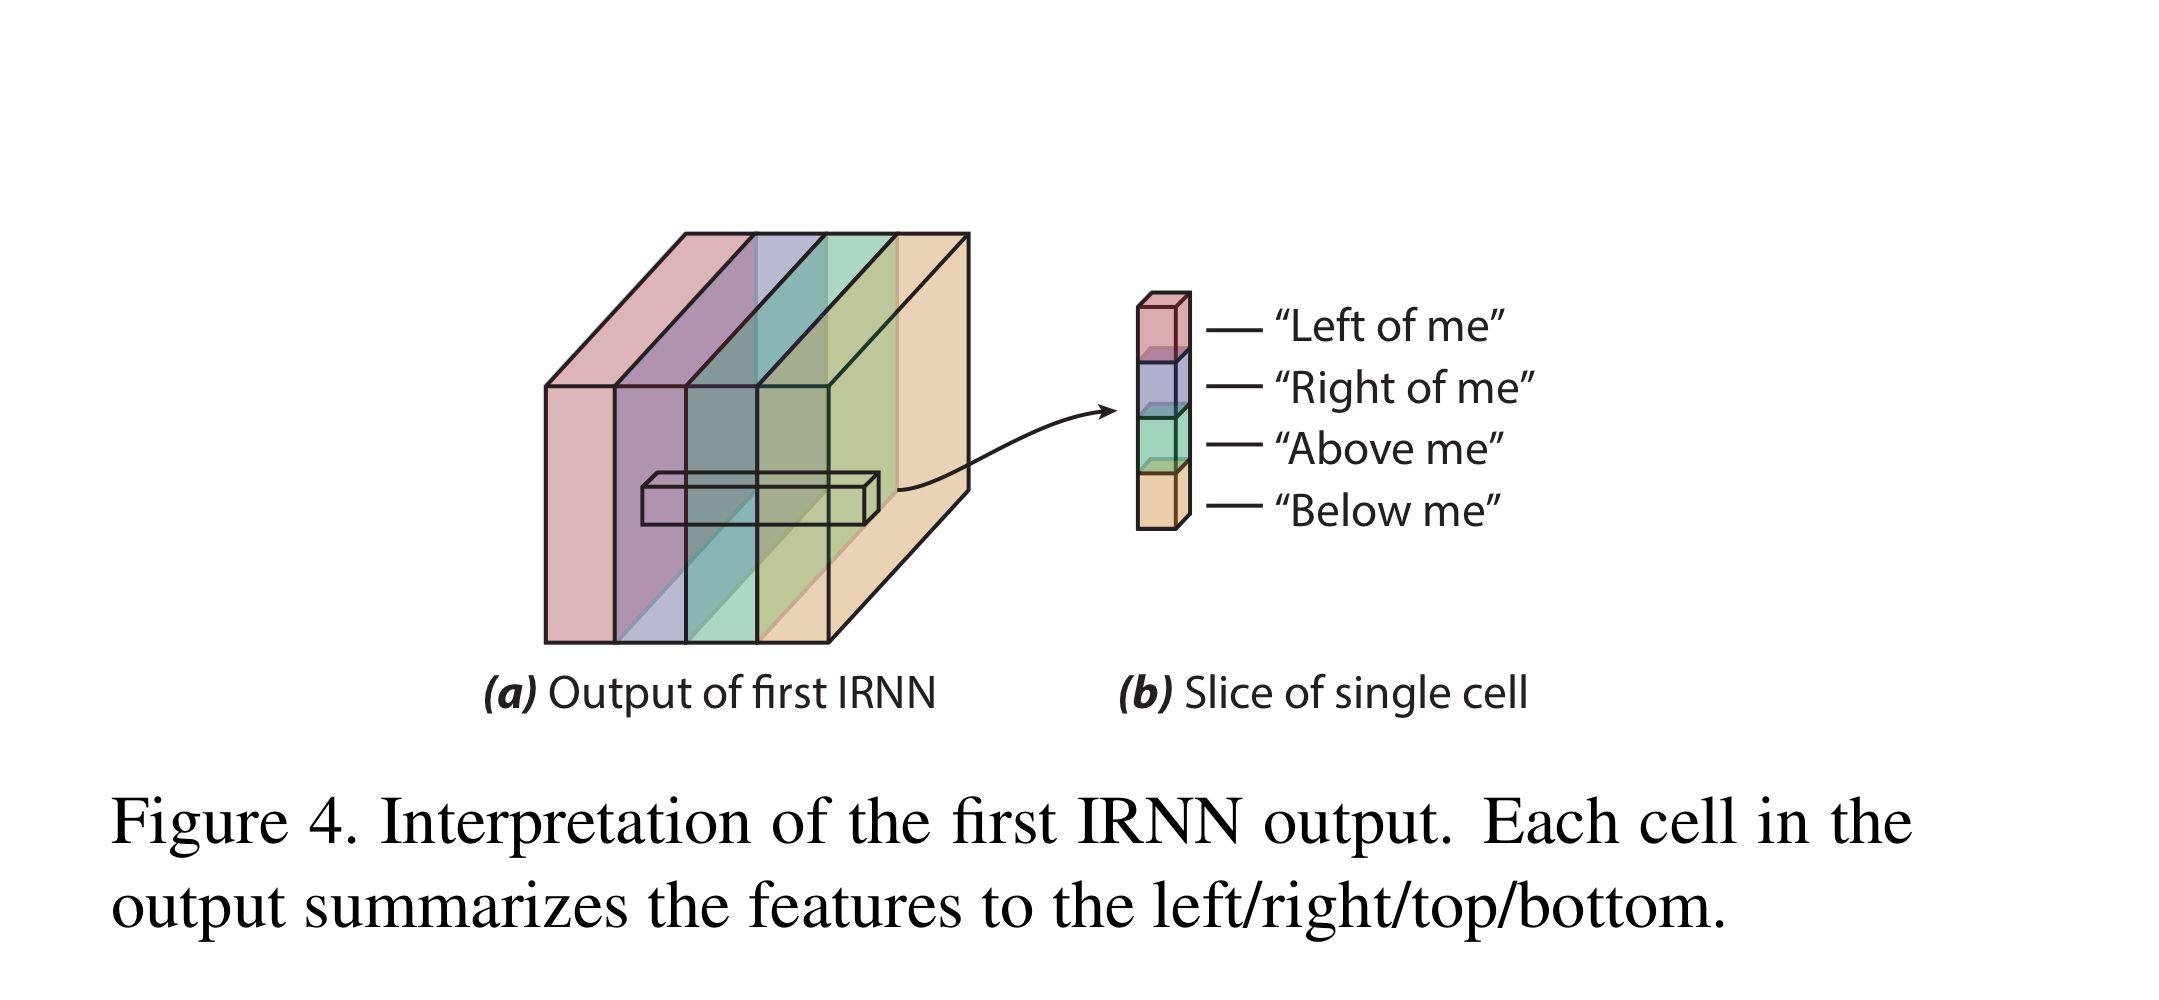 “Left of me”
“Right of me”
“Above me”
“Below me”
(a) Output of first IRNN
(b) Slice of single cell
Figure 4. Interpretation of the first IRNN output. Each cell in the
output summarizes the features to the left/right/top/bottom.